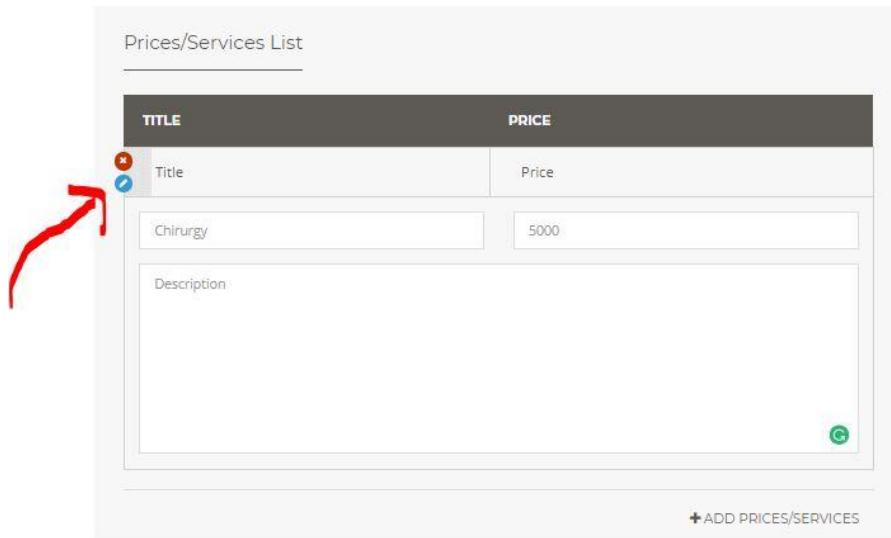 Prices/Services List
TITLE PRICE
Title Price
Chirurgy 5000
Description
+ADD PRICES/SERVICES